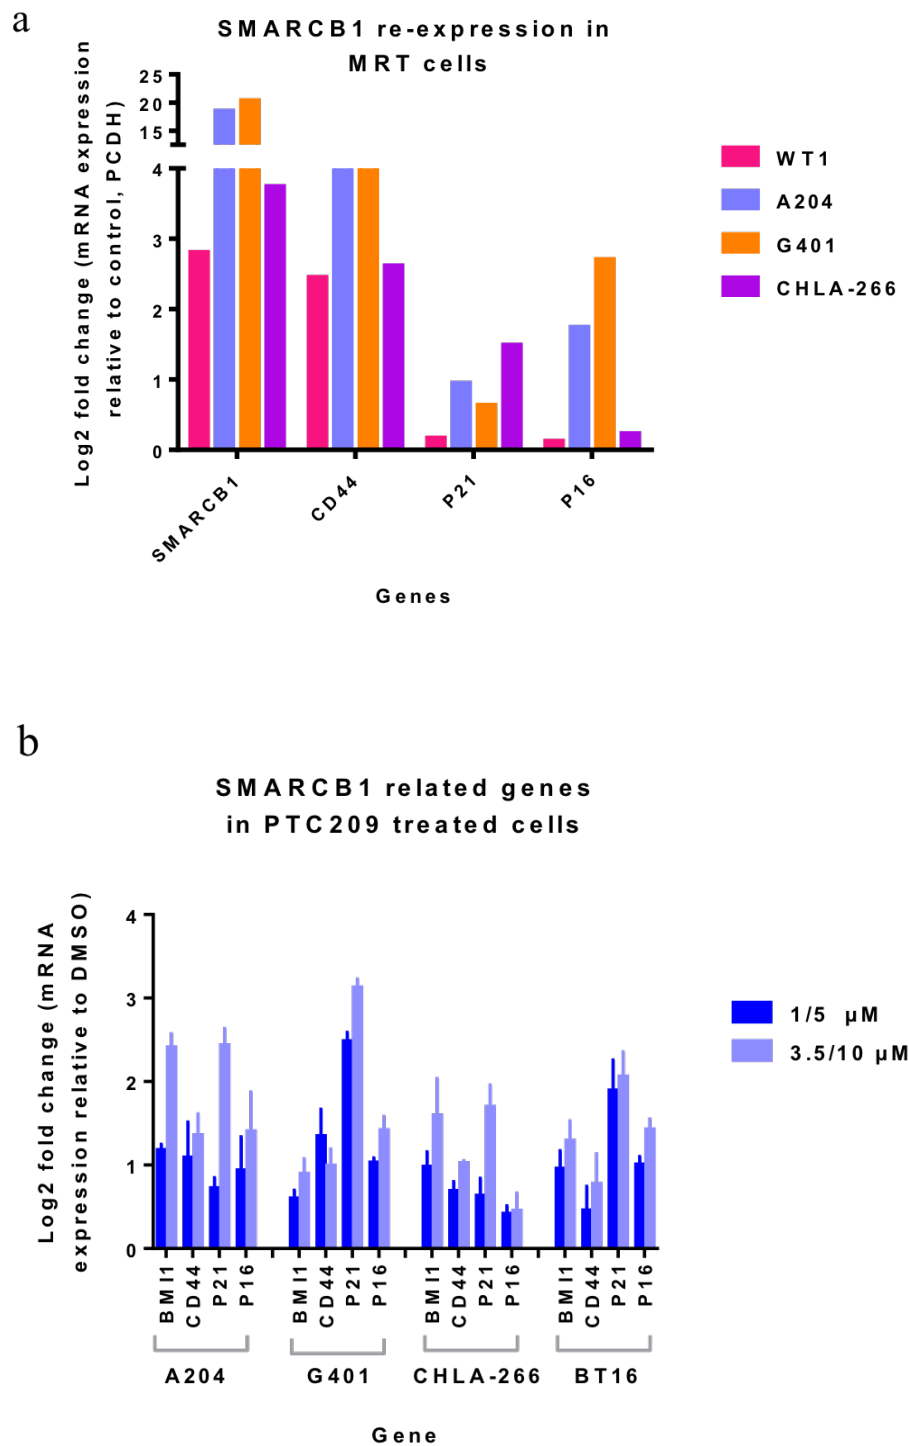 a
SMARCB1 re-expression in
MRT cells
Log2 fold change (mRNA expression
relative to control, PCDH)
25
20
15
4
3
2
1
0
SMARCB1
CD44
P21
P16
Genes
WT1
A204
G401
CHLA-266
b
SMARCB1 related genes
in PTC209 treated cells
Log2 fold change (mRNA
expression relative to DMSO)
4
3
2
1
0
BMI1
CD44
P21
P16
BMI1
CD44
P21
P16
BMI1
CD44
P21
P16
BMI1
CD44
P21
P16
A204
G401
CHLA-266
BT16
Gene
1/5 µM
3.5/10 µM